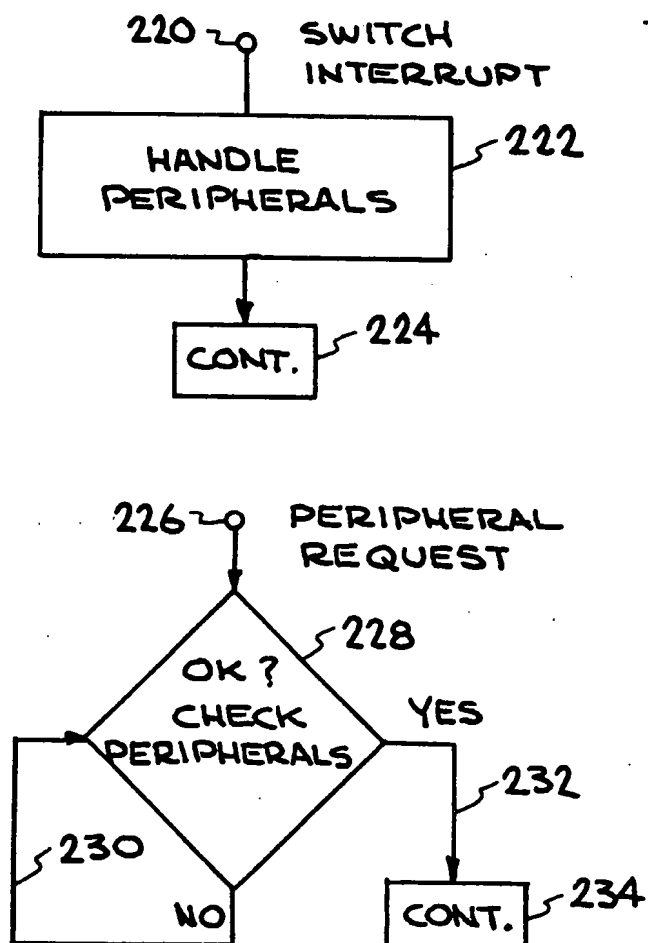 220 SWITCH
INTERRUPT
HANDLE
PERIPHERALS
222
CONT.
224
226 PERIPHERAL
REQUEST
228
OK?
CHECK
PERIPHERALS
YES
232
230
NO
CONT.
234